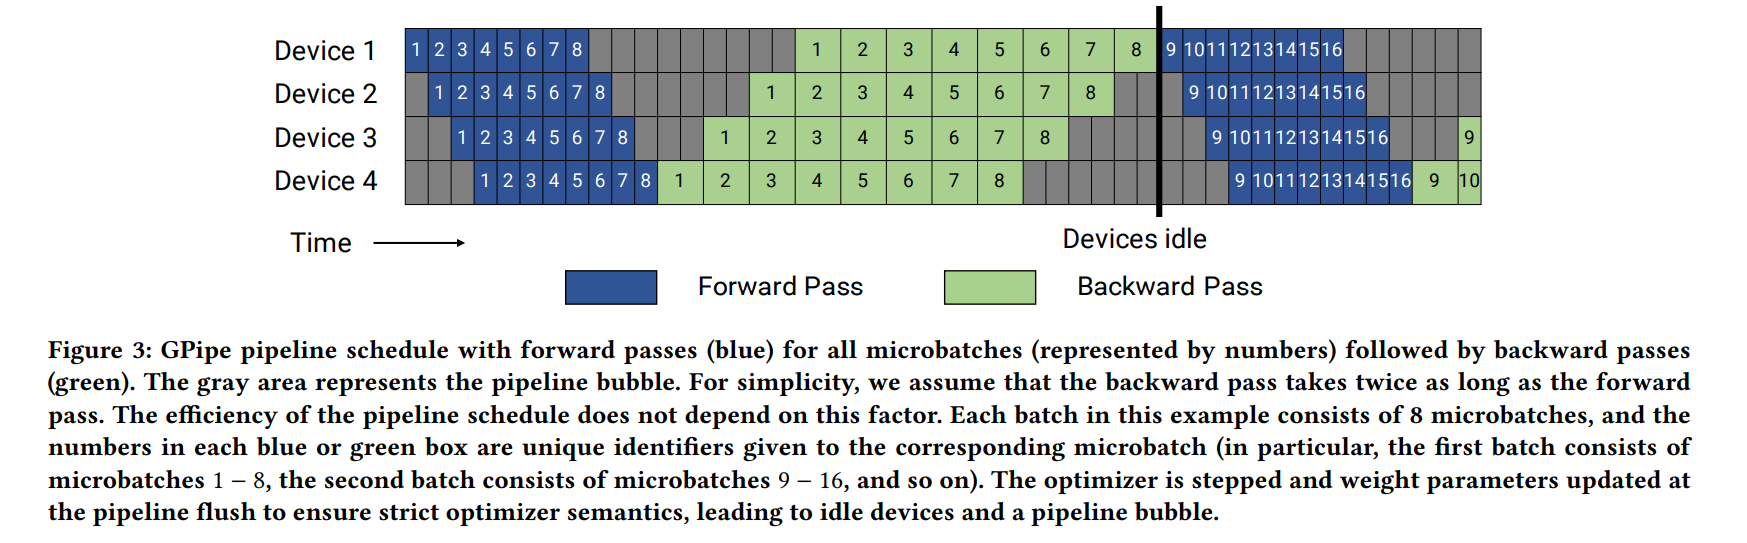 Device 1 1 2 3 4 5 6 7 8 1 2 3 4 5 6 7 8 9 10 11 12 13 14 15 16
Device 2 1 2 3 4 5 6 7 8 1 2 3 4 5 6 7 8 9 10 11 12 13 14 15 16
Device 3 1 2 3 4 5 6 7 8 1 2 3 4 5 6 7 8 9 10 11 12 13 14 15 16 9
Device 4 1 2 3 4 5 6 7 8 1 2 3 4 5 6 7 8 9 10 11 12 13 14 15 16 9 10
Time Devices idle
Forward Pass Backward Pass
Figure 3: GPipe pipeline schedule with forward passes (blue) for all microbatches (represented by numbers) followed by backward passes
(green). The gray area represents the pipeline bubble. For simplicity, we assume that the backward pass takes twice as long as the forward
pass. The efficiency of the pipeline schedule does not depend on this factor. Each batch in this example consists of 8 microbatches, and the
numbers in each blue or green box are unique identifiers given to the corresponding microbatch (in particular, the first batch consists of
microbatches 1 – 8, the second batch consists of microbatches 9 – 16, and so on). The optimizer is stepped and weight parameters updated at
the pipeline flush to ensure strict optimizer semantics, leading to idle devices and a pipeline bubble.